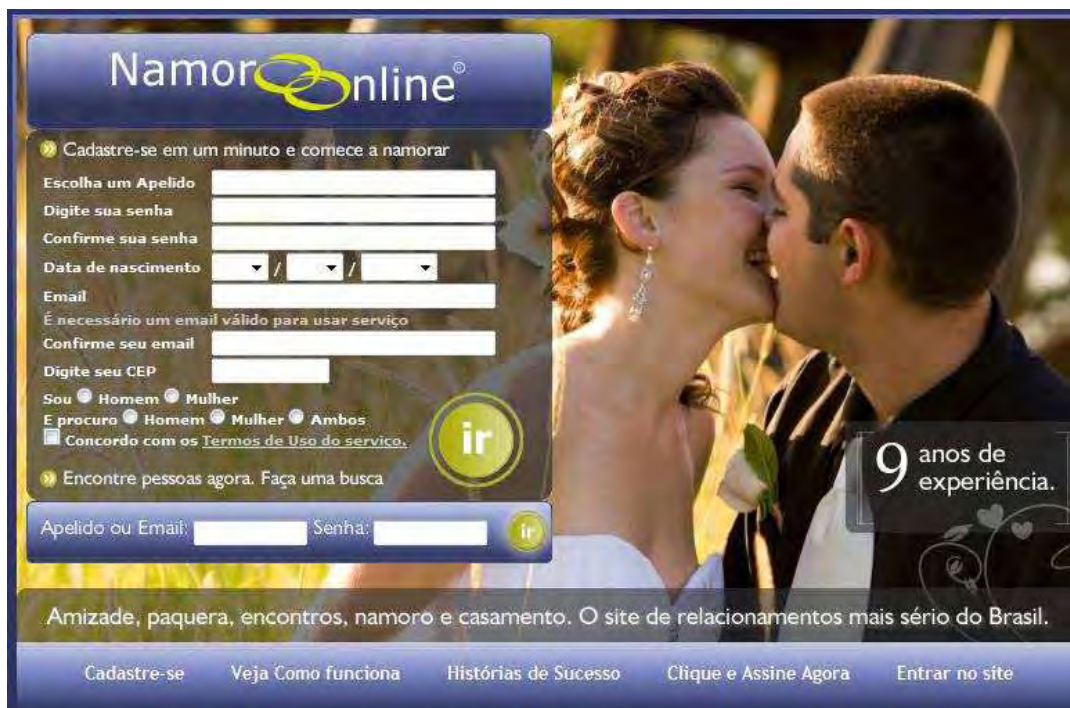 Namoro Online®
Cadastre-se em um minuto e comece a namorar
Escolha um Apelido
Digite sua senha
Confirme sua senha
Data de nascimento / /
Email
É necessário um email válido para usar serviço
Confirme seu email
Digite seu CEP
Sou Homem Mulher
E procuro Homem Mulher Ambos
Concordo com os Termos de Uso do servico.
ir
Encontre pessoas agora. Faça uma busca
Apelido ou Email: Senha: ir
9 anos de
experiência.
Amizade, paquera, encontros, namoro e casamento. O site de relacionamentos mais sério do Brasil.
Cadastre-se Veja Como funciona Histórias de Sucesso Clique e Assine Agora Entrar no site